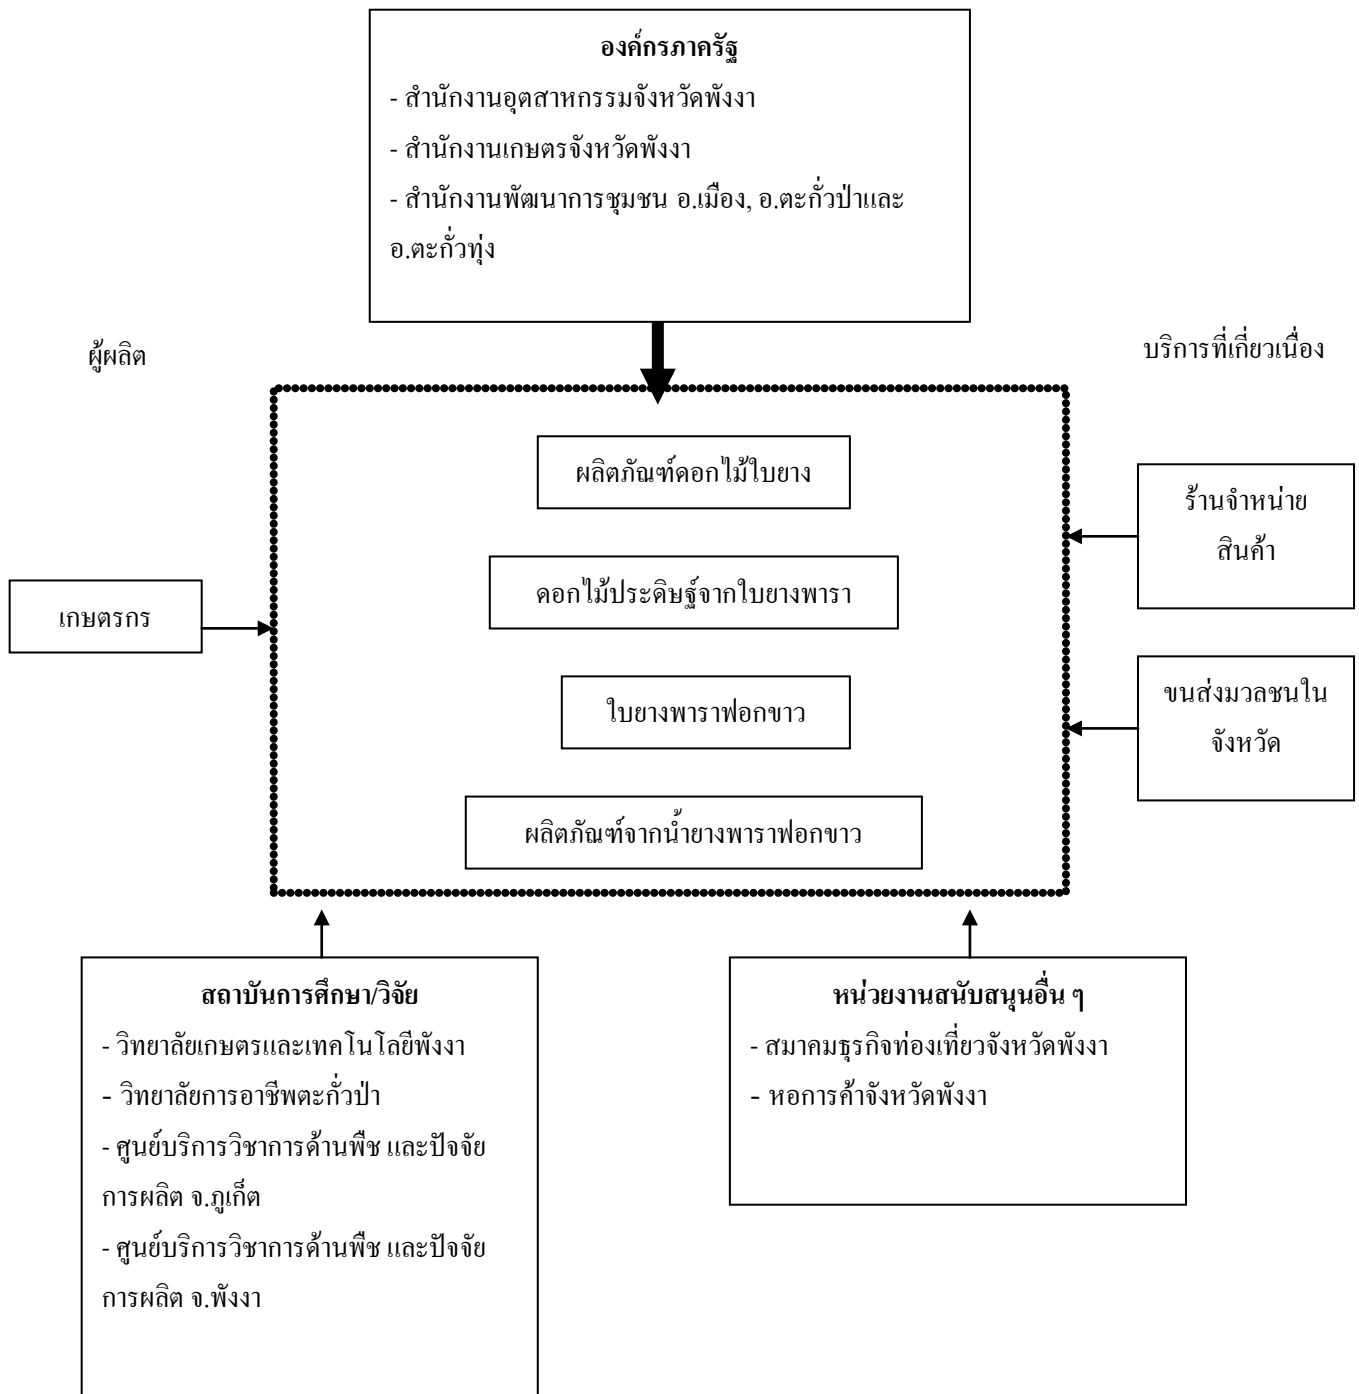 องค์กรภาครัฐ
- สำนักงานอุตสาหกรรมจังหวัดพังงา
- สำนักงานเกษตรจังหวัดพังงา
- สำนักงานพัฒนาการชุมชน อ.เมือง, อ.ตะกั่วป่าและ
อ.ตะกั่วทุ่ง
ผู้ผลิต
บริการที่เกี่ยวเนื่อง
ผลิตภัณฑ์ดอกไม้ใบยาง
ร้านจำหน่าย
สินค้า
ดอกไม้ประดิษฐ์จากใบยางพารา
เกษตรกร
ใบยางพาราฟอกขาว
ขนส่งมวลชนใน
จังหวัด
ผลิตภัณฑ์จากน้ำยางพาราฟอกขาว
สถาบันการศึกษา/วิจัย
- วิทยาลัยเกษตรและเทคโนโลยีพังงา
- วิทยาลัยการอาชีพตะกั่วป่า
- ศูนย์บริการวิชาการด้านพืช และปัจจัย
การผลิต จ.ภูเก็ต
- ศูนย์บริการวิชาการด้านพืช และปัจจัย
การผลิต จ.พังงา
หน่วยงานสนับสนุนอื่น ๆ
- สมาคมธุรกิจท่องเที่ยวจังหวัดพังงา
- หอการค้าจังหวัดพังงา